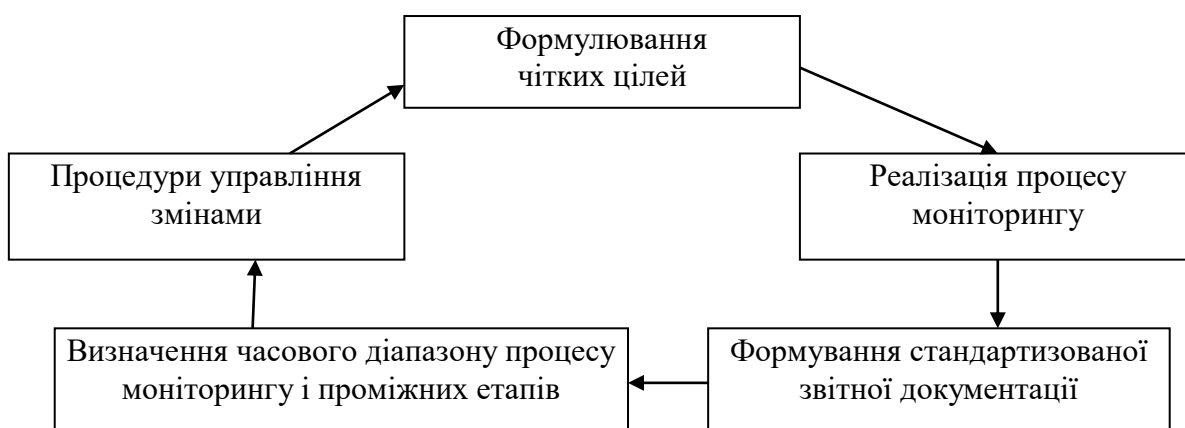 Формулювання
чітких цілей
Процедури управління
змінами
Реалізація процесу
моніторингу
Визначення часового діапазону процесу
моніторингу і проміжних етапів
Формування стандартизованої
звітної документації